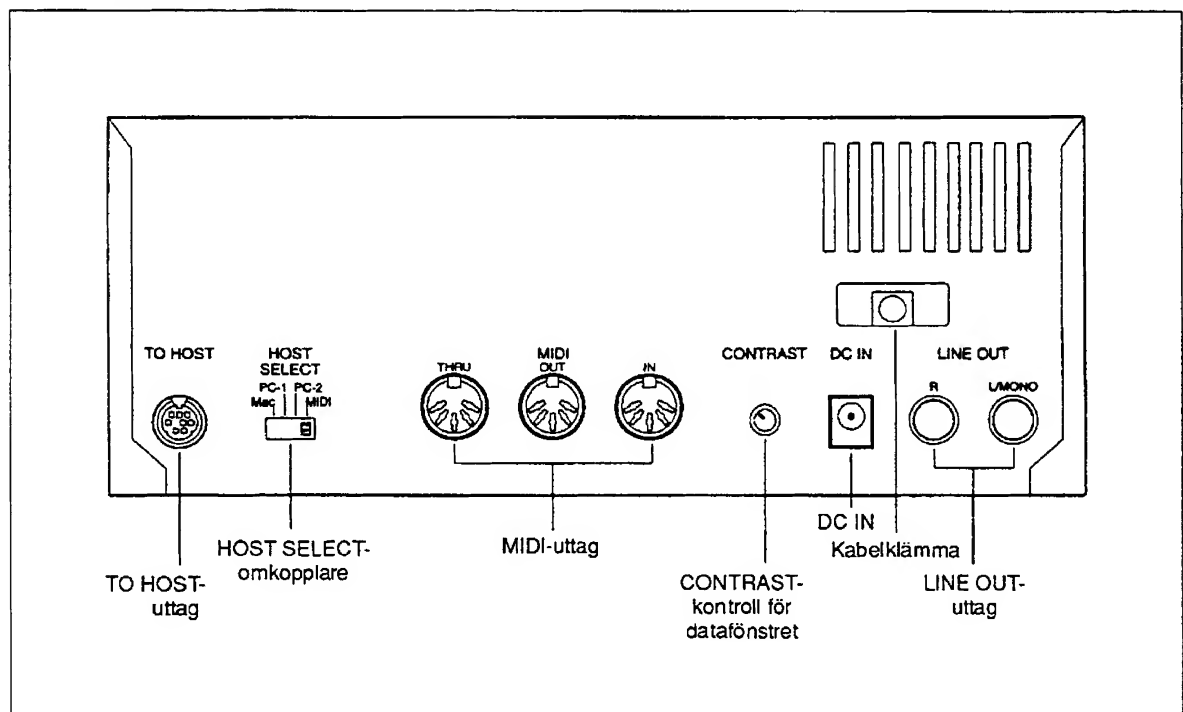 TO HOST
HOST
SELECT
PC-1 PC-2
Mac MIDI
THRU
MIDI
OUT
IN
CONTRAST
DC IN
LINE OUT
R
L/MONO
TO HOST-
uttag
HOST SELECT-
omkopplare
MIDI-uttag
CONTRAST-
kontroll för
datafönstret
DC IN
Kabelklämma
LINE OUT-
uttag